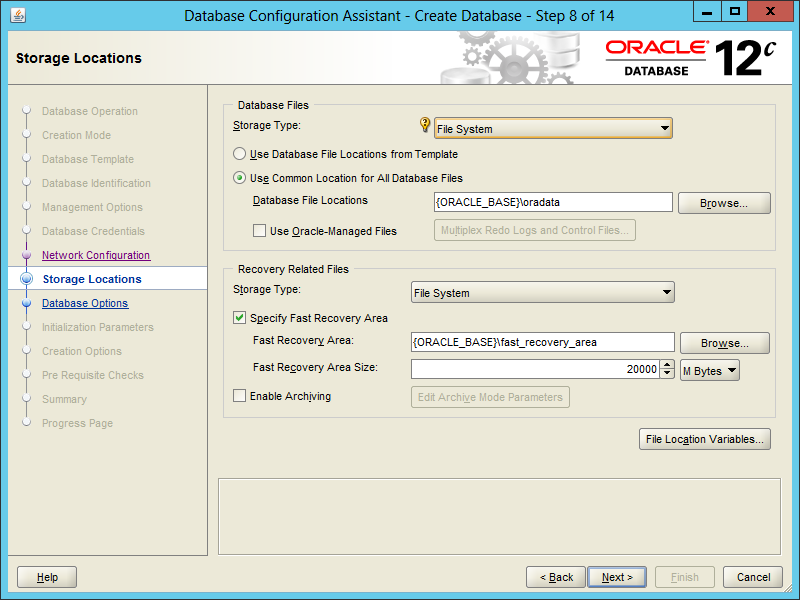 Database Configuration Assistant - Create Database - Step 8 of 14
Storage Locations
ORACLE®
DATABASE
12c
Database Operation
Creation Mode
Database Template
Database Identification
Management Options
Database Credentials
Network Configuration
Storage Locations
Database Options
Initialization Parameters
Creation Options
Pre Requisite Checks
Summary
Progress Page
Database Files
Storage Type: File System
Use Database File Locations from Template
Use Common Location for All Database Files
Database File Locations {ORACLE_BASE}\oradata Browse...
Use Oracle-Managed Files Multiplex Redo Logs and Control Files...
Recovery Related Files
Storage Type: File System
Specify Fast Recovery Area
Fast Recovery Area: {ORACLE_BASE}\fast_recovery_area Browse...
Fast Recovery Area Size: 20000 M Bytes
Enable Archiving Edit Archive Mode Parameters
File Location Variables...
Help < Back Next > Finish Cancel